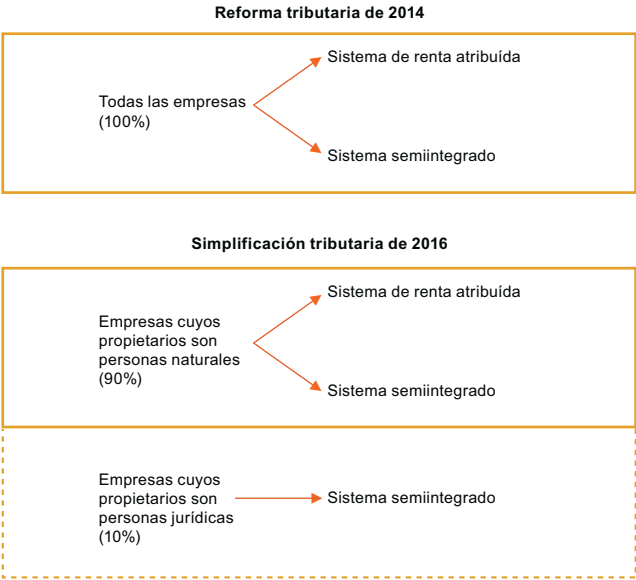 Reforma tributaria de 2014
Sistema de renta atribuída
Todas las empresas
(100%)
Sistema semiintegrado
Simplificación tributaria de 2016
Sistema de renta atribuída
Empresas cuyos
propietarios son
personas naturales
(90%)
Sistema semiintegrado
Empresas cuyos
propietarios son
personas jurídicas
(10%)
Sistema semiintegrado